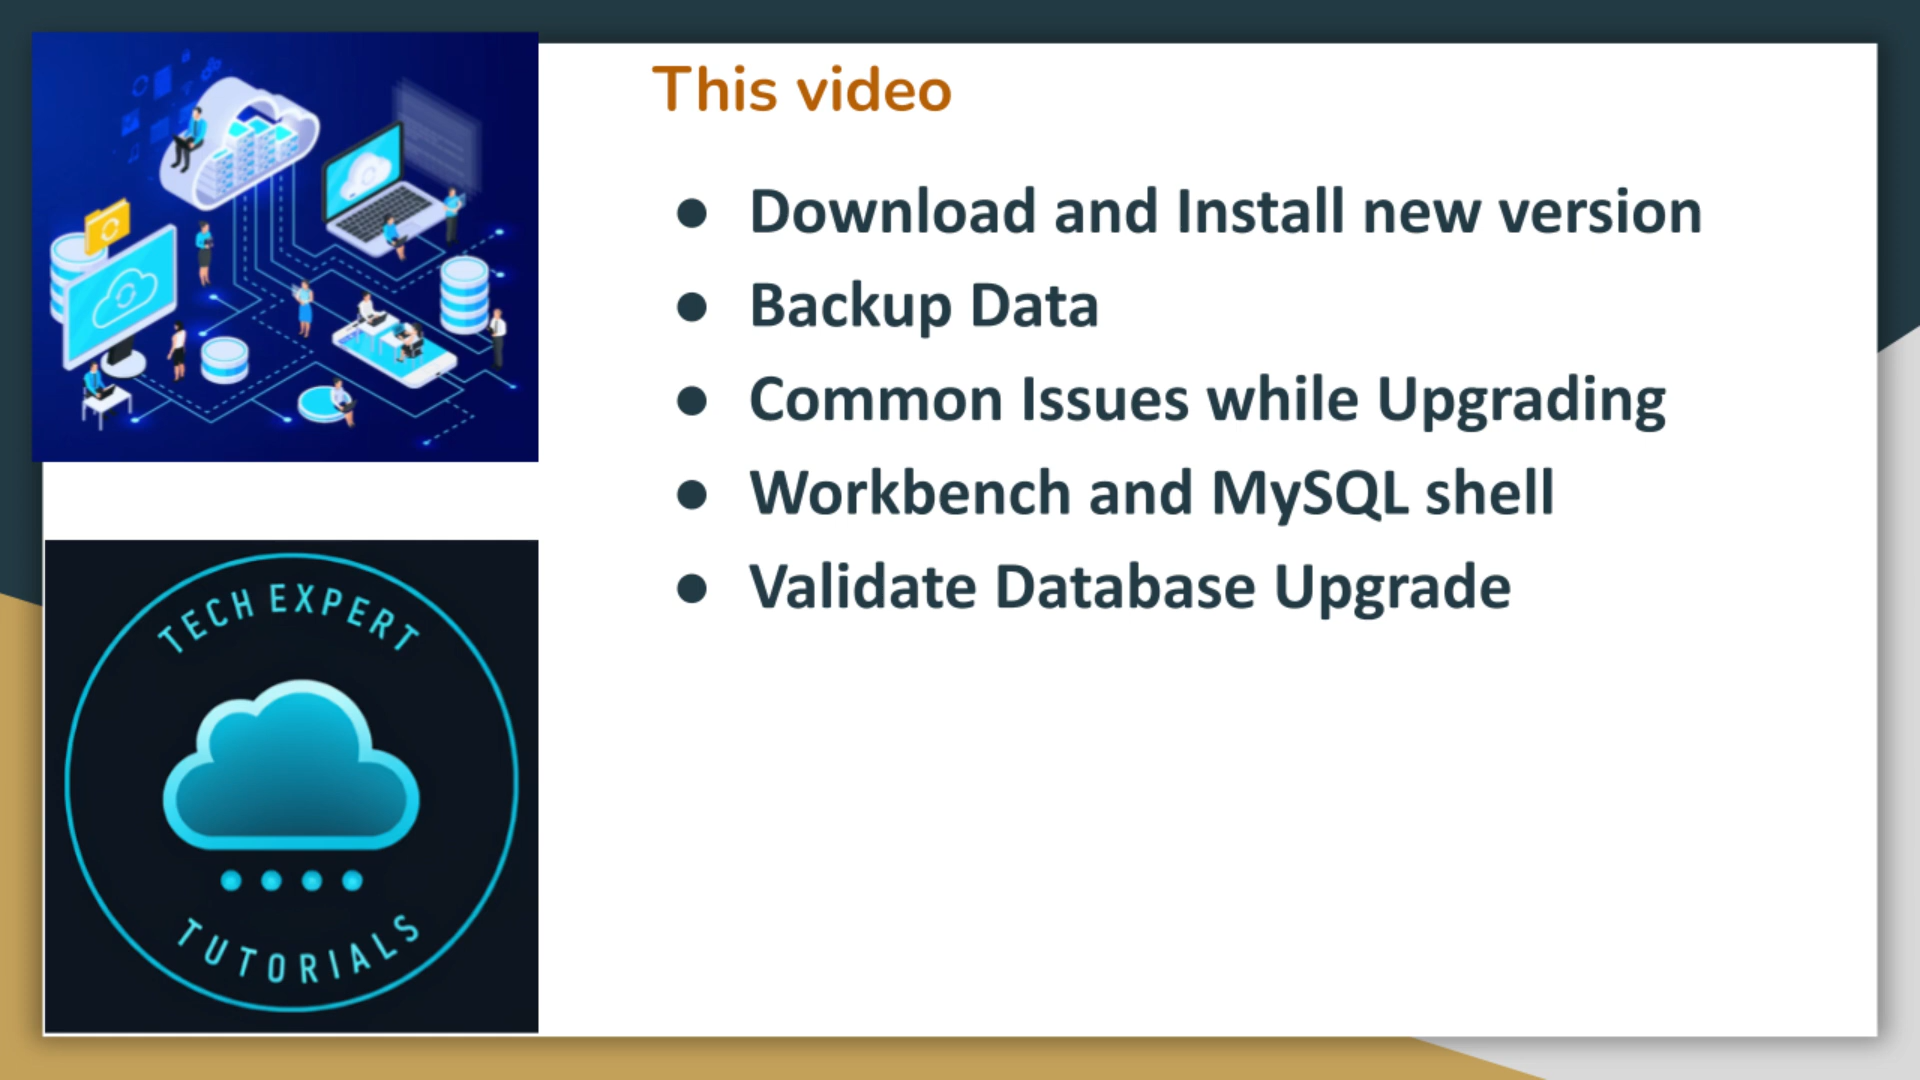 This video
● Download and Install new version
● Backup Data
● Common Issues while Upgrading
● Workbench and MySQL shell
● Validate Database Upgrade
TECH EXPERT
TUTORIALS